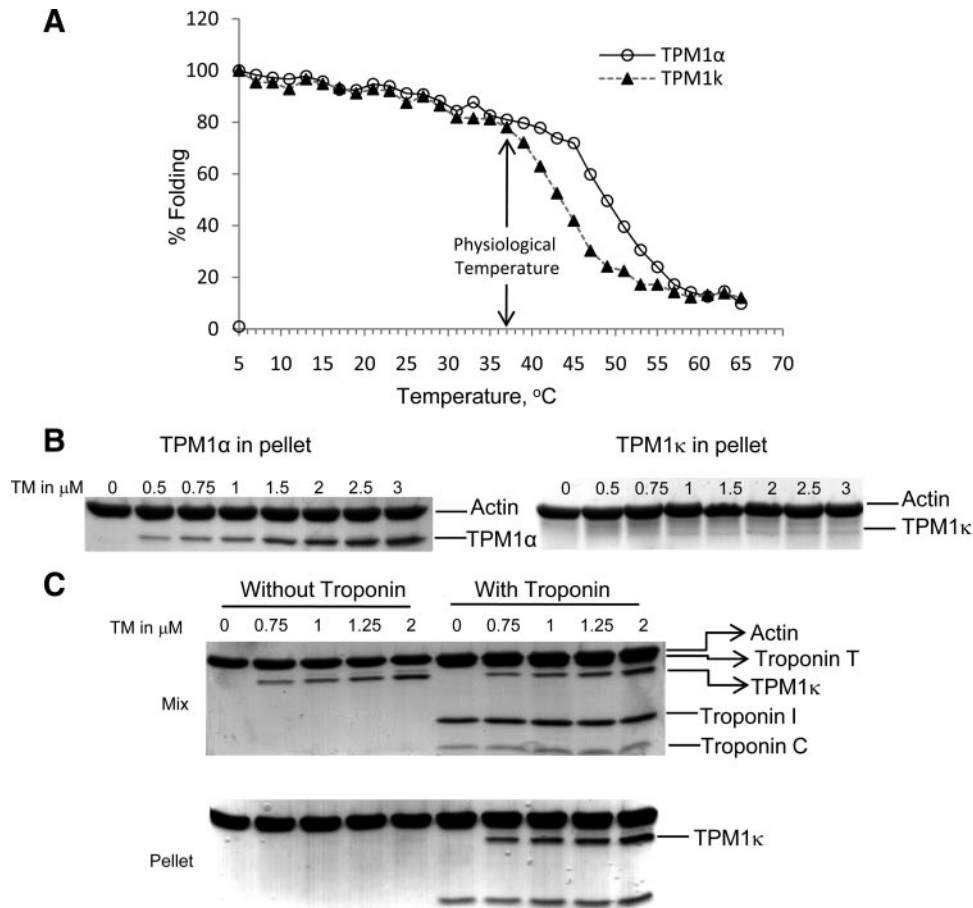 A
120
100
80
60
40
20
0
% Folding
TPM1α
TPM1k
Physiological
Temperature
5 10 15 20 25 30 35 40 45 50 55 60 65 70
Temperature, °C
B
TPM1α in pellet
TM in μM 0 0.5 0.75 1 1.5 2 2.5 3
Actin
TPM1α
TPM1κ in pellet
0 0.5 0.75 1 1.5 2 2.5 3
Actin
TPM1κ
C
Without Troponin With Troponin
TM in μM 0 0.75 1 1.25 2 0 0.75 1 1.25 2
Actin
Troponin T
TPM1κ
Mix
Troponin I
Troponin C
TPM1κ
Pellet